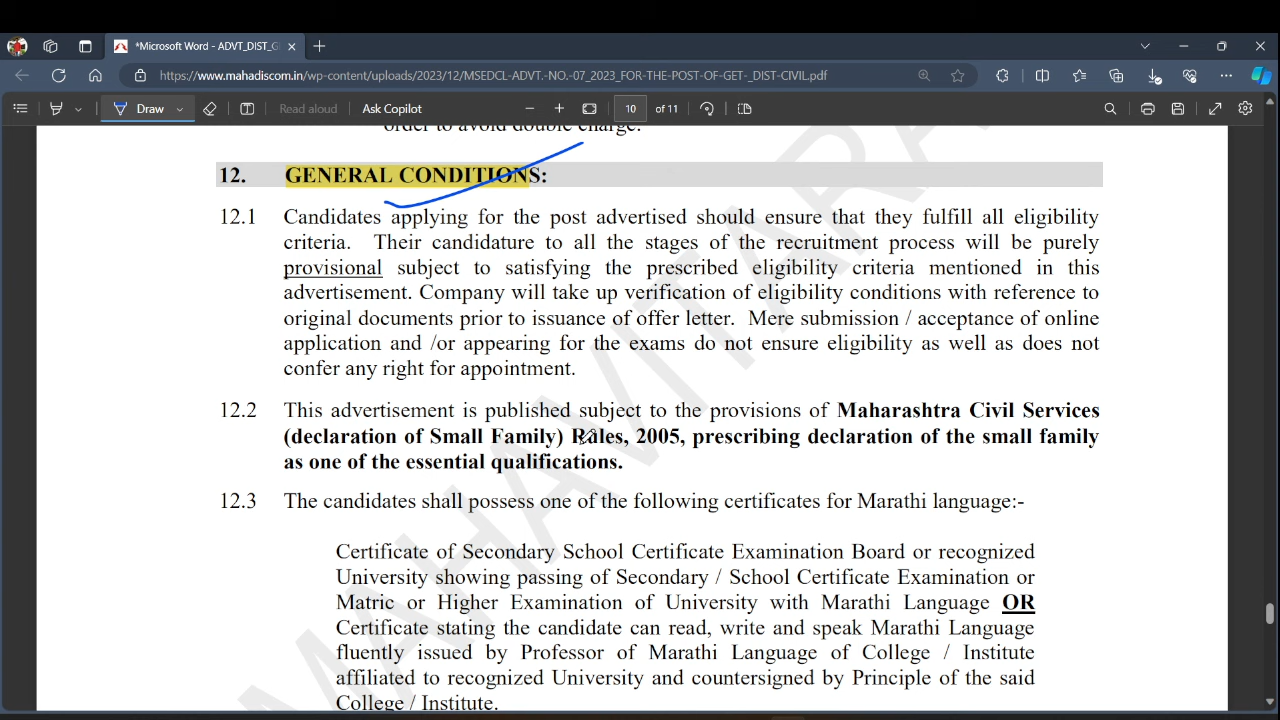 *Microsoft Word - ADVT_DIST_G
https://www.mahadiscom.in/wp-content/uploads/2023/12/MSEDCL-ADVT.-NO.-07_2023_FOR-THE-POST-OF-GET-_DIST-CIVIL.pdf
Draw Read aloud Ask Copilot 10 of 11
order to avoid double charge.
12. GENERAL CONDITIONS:
12.1 Candidates applying for the post advertised should ensure that they fulfill all eligibility
criteria. Their candidature to all the stages of the recruitment process will be purely
provisional subject to satisfying the prescribed eligibility criteria mentioned in this
advertisement. Company will take up verification of eligibility conditions with reference to
original documents prior to issuance of offer letter. Mere submission / acceptance of online
application and /or appearing for the exams do not ensure eligibility as well as does not
confer any right for appointment.
12.2 This advertisement is published subject to the provisions of Maharashtra Civil Services
(declaration of Small Family) Rules, 2005, prescribing declaration of the small family
as one of the essential qualifications.
12.3 The candidates shall possess one of the following certificates for Marathi language:-
Certificate of Secondary School Certificate Examination Board or recognized
University showing passing of Secondary / School Certificate Examination or
Matric or Higher Examination of University with Marathi Language OR
Certificate stating the candidate can read, write and speak Marathi Language
fluently issued by Professor of Marathi Language of College / Institute
affiliated to recognized University and countersigned by Principle of the said
College / Institute.
MAHAVITARA